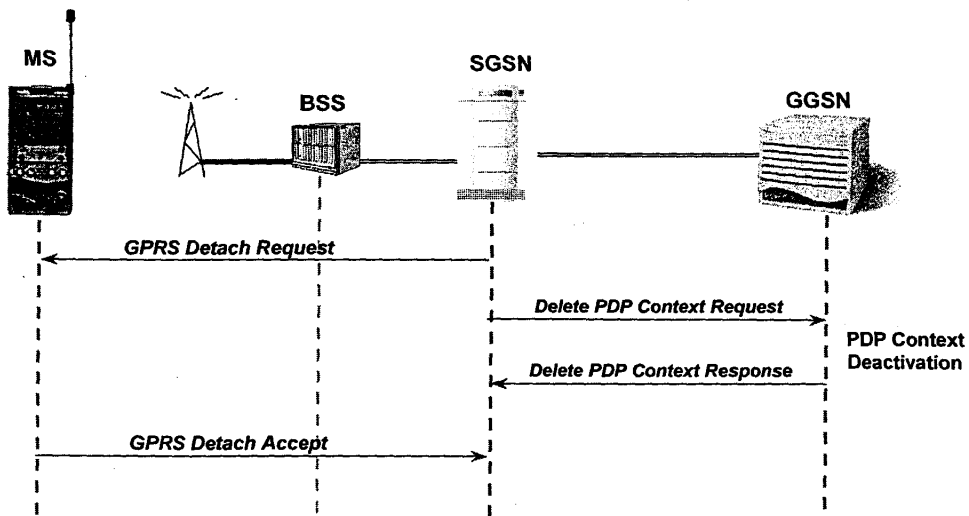 MS
SGSN
BSS
GGSN
GPRS Detach Request
Delete PDP Context Request
PDP Context
Deactivation
Delete PDP Context Response
GPRS Detach Accept